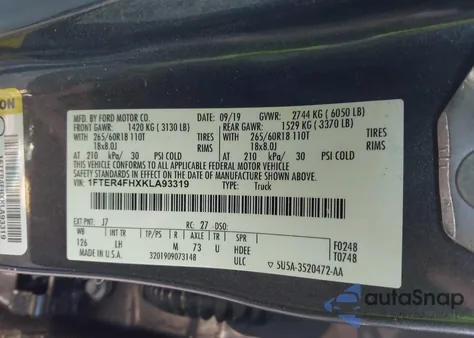 MFD. BY FORD MOTOR CO.
DATE: 09/19 GVWR: 2744 KG (6050 LB)
FRONT GAWR: 1420 KG (3130 LB) REAR GAWR: 1529 KG (3370 LB)
265/60R18 110T TIRES 265/60R18 110T TIRES
18x8.0J RIMS 18x8.0J RIMS
AT 210 kPa/ 30 PSI COLD AT 210 kPa/ 30 PSI COLD
THIS VEHICLE CONFORMS TO ALL APPLICABLE FEDERAL MOTOR VEHICLE
SAFETY STANDARDS IN EFFECT ON THE DATE OF MANUFACTURE SHOWN ABOVE.
VIN: 1FTER4FHXKLA93319 TYPE: Truck
EXT PNT: J7 RC: 27 DSO:
WB INT TR TP/PS R AXLE TR SPR
126 LH M 73 U HDEE F0248
ULC T0748
MADE IN U.S.A. 3201909073148 5U5A-3520472-AA
1FTER4FHXKLA93319
autoSnap